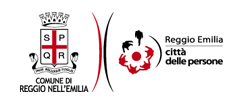 S P
Q R
COMUNE DI
REGGIO NELL'EMILIA
Reggio Emilia
città
delle persone